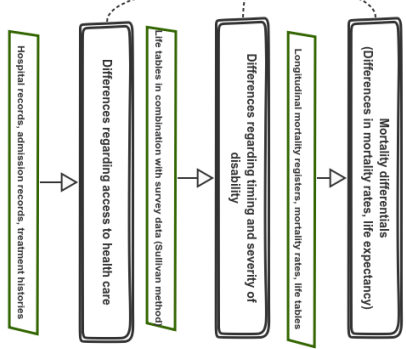 Hospital records, admission records, treatment histories
Differences regarding access to health care
Life tables in combination with survey data (Sullivan method)
Differences regarding timing and severity of
disability
Longitudinal mortality registers, mortality rates, life tables
Mortality differentials
(Differences in mortality rates, life expectancy)